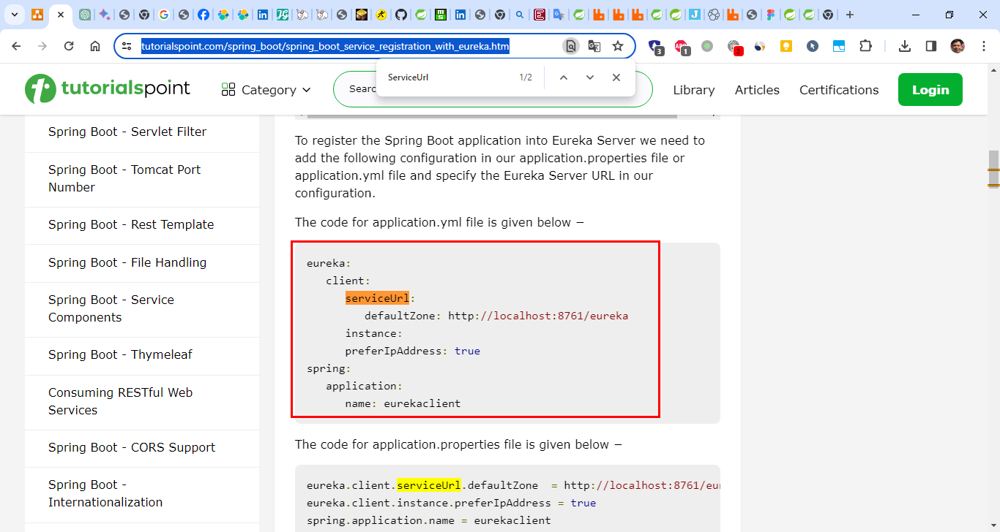 tutorialspoint.com/spring_boot/spring_boot_service_registration_with_eureka.htm
3
1
2
ServiceUrl
1/2
tutorialspoint
Category
Searc
Library
Articles
Certifications
Login
Spring Boot - Servlet Filter
Spring Boot - Tomcat Port
Number
Spring Boot - Rest Template
Spring Boot - File Handling
Spring Boot - Service
Components
Spring Boot - Thymeleaf
Consuming RESTful Web
Services
Spring Boot - CORS Support
Spring Boot -
Internationalization
To register the Spring Boot application into Eureka Server we need to
add the following configuration in our application.properties file or
application.yml file and specify the Eureka Server URL in our
configuration.
The code for application.yml file is given below −
eureka:
client:
serviceUrl:
defaultZone: http://localhost:8761/eureka
instance:
preferIpAddress: true
spring:
application:
name: eurekaclient
The code for application.properties file is given below −
eureka.client.serviceUrl.defaultZone  = http://localhost:8761/eu
eureka.client.instance.preferIpAddress = true
spring.application.name = eurekaclient